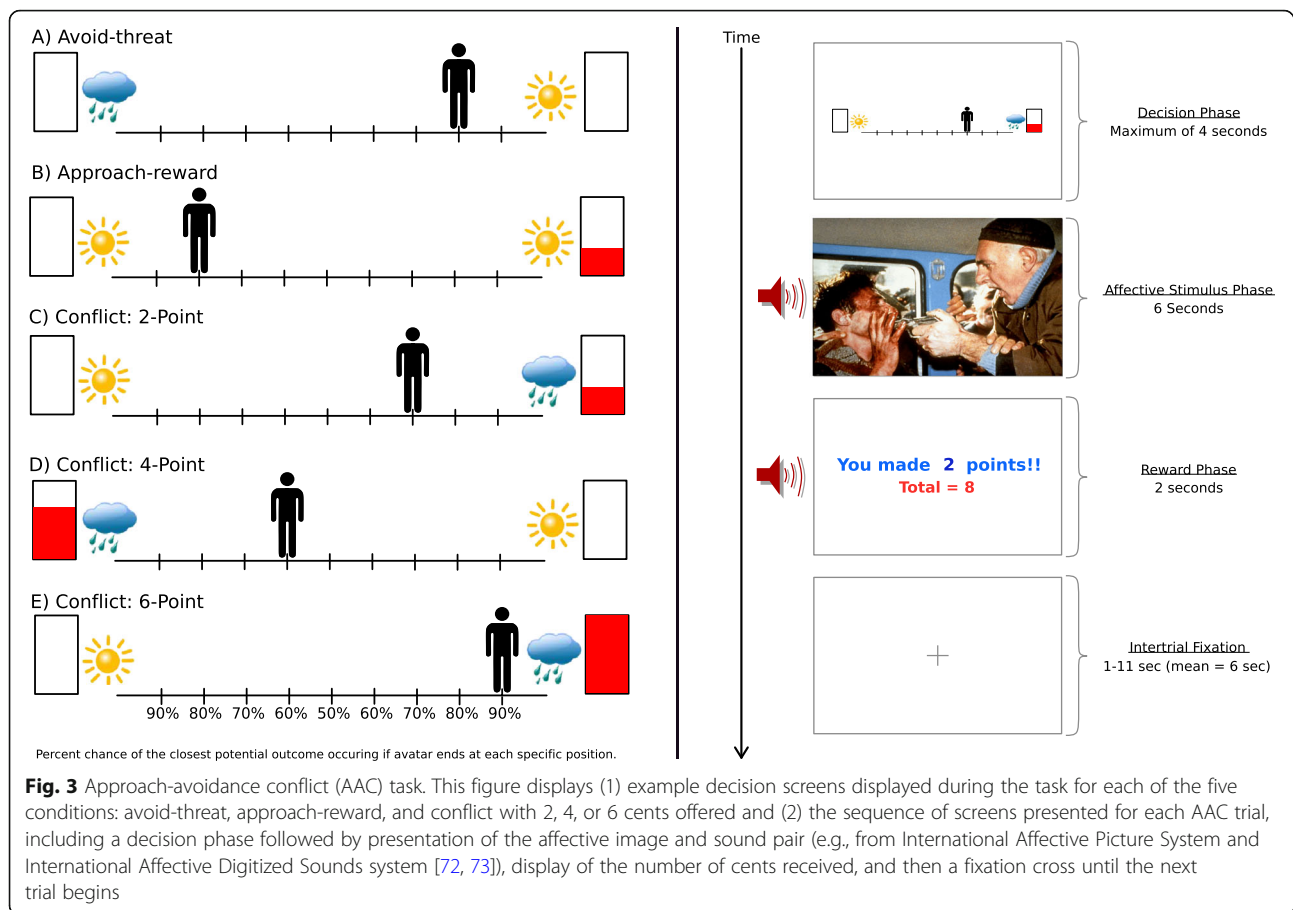 A) Avoid-threat
B) Approach-reward
C) Conflict: 2-Point
D) Conflict: 4-Point
E) Conflict: 6-Point
90% 80% 70% 60% 50% 60% 70% 80% 90%
Percent chance of the closest potential outcome occuring if avatar ends at each specific position.
Time
Decision Phase
Maximum of 4 seconds
Affective Stimulus Phase
6 Seconds
You made 2 points!!
Total = 8
Reward Phase
2 seconds
Intertrial Fixation
1-11 sec (mean = 6 sec)
Fig. 3 Approach-avoidance conflict (AAC) task. This figure displays (1) example decision screens displayed during the task for each of the five
conditions: avoid-threat, approach-reward, and conflict with 2, 4, or 6 cents offered and (2) the sequence of screens presented for each AAC trial,
including a decision phase followed by presentation of the affective image and sound pair (e.g., from International Affective Picture System and
International Affective Digitized Sounds system [72, 73]), display of the number of cents received, and then a fixation cross until the next
trial begins